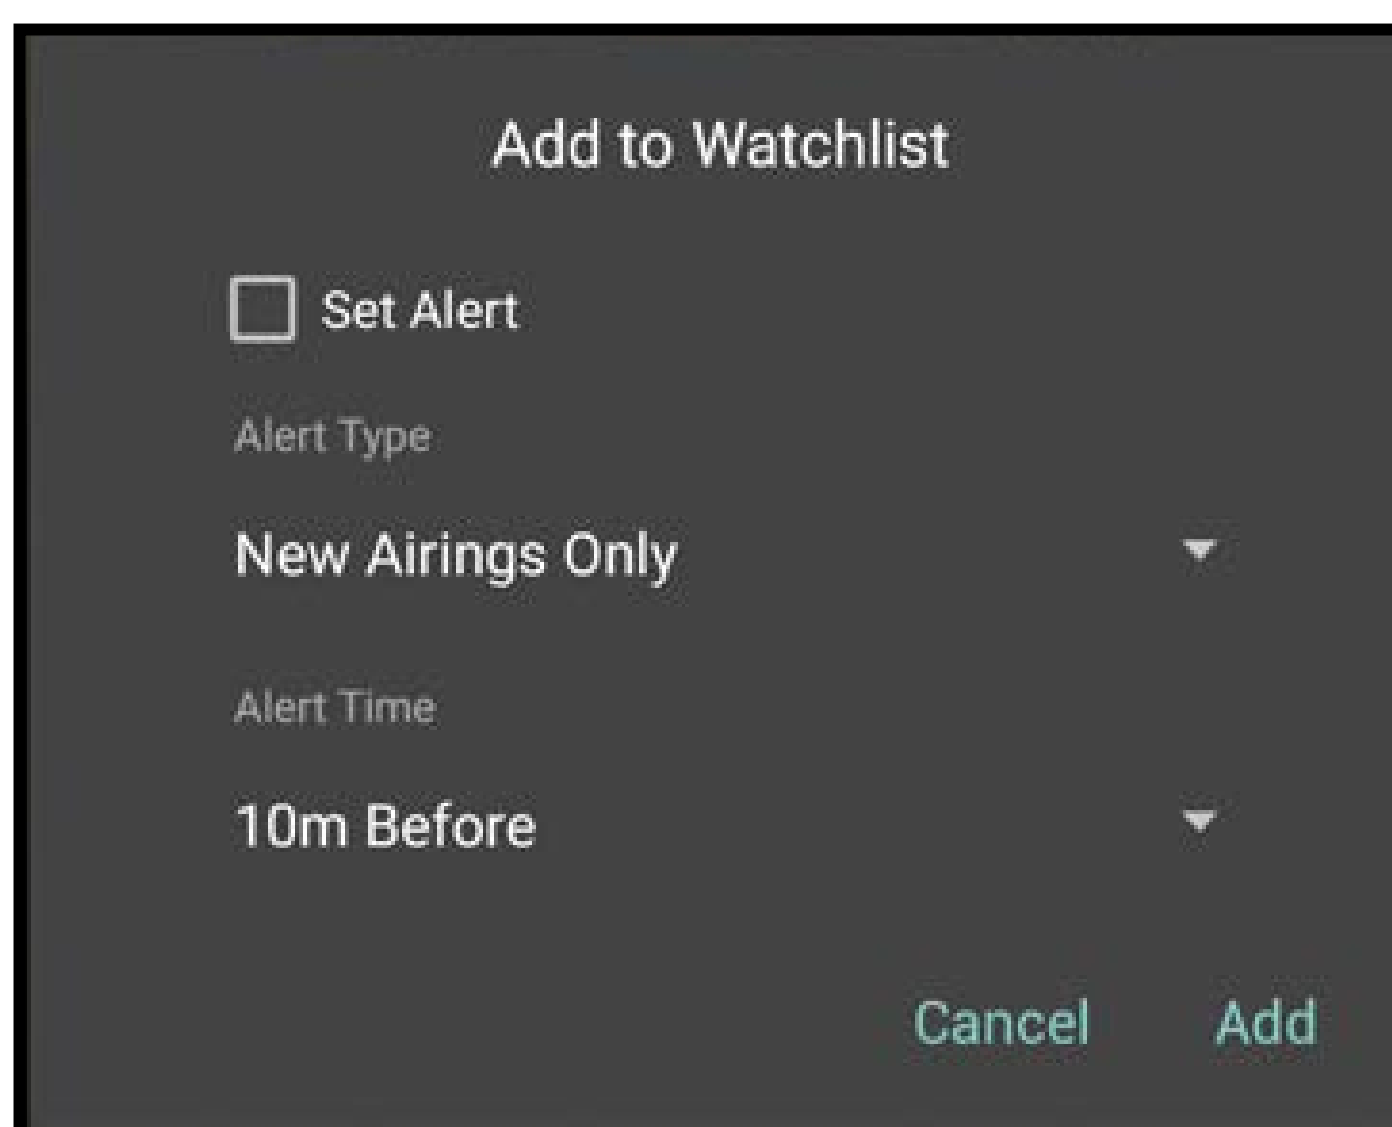 Add to Watchlist
Set Alert
Alert Type
New Airings Only
Alert Time
10m Before
Cancel Add